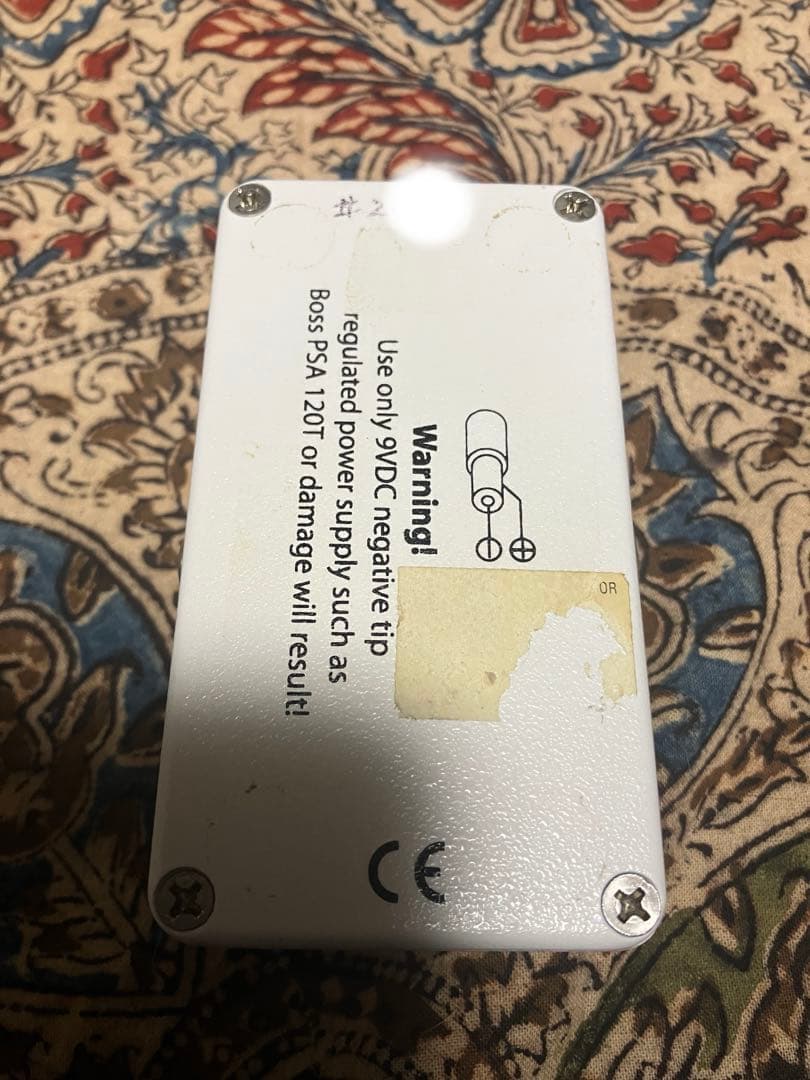 # 2
Warning!
Use only 9VDC negative tip
regulated power supply such as
Boss PSA 120T or damage will result!
OR
CE